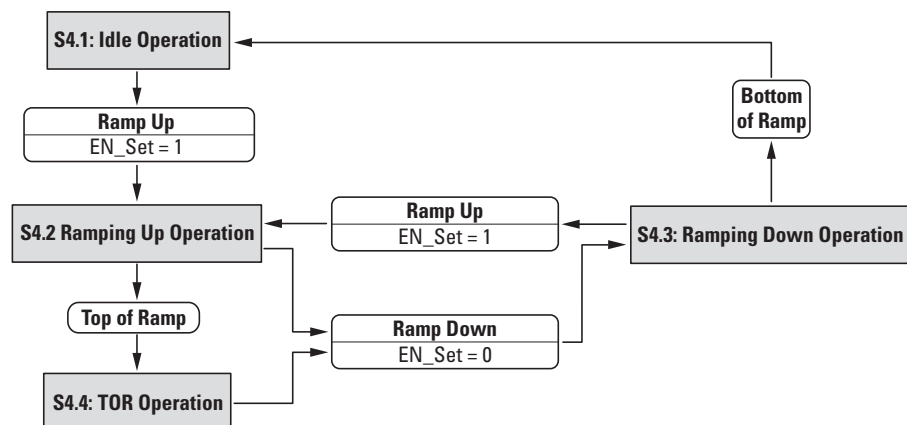 S4.1: Idle Operation
Ramp Up
EN_Set = 1
Bottom
of Ramp
S4.2 Ramping Up Operation
Ramp Up
EN_Set = 1
S4.3: Ramping Down Operation
Top of Ramp
Ramp Down
EN_Set = 0
S4.4: TOR Operation